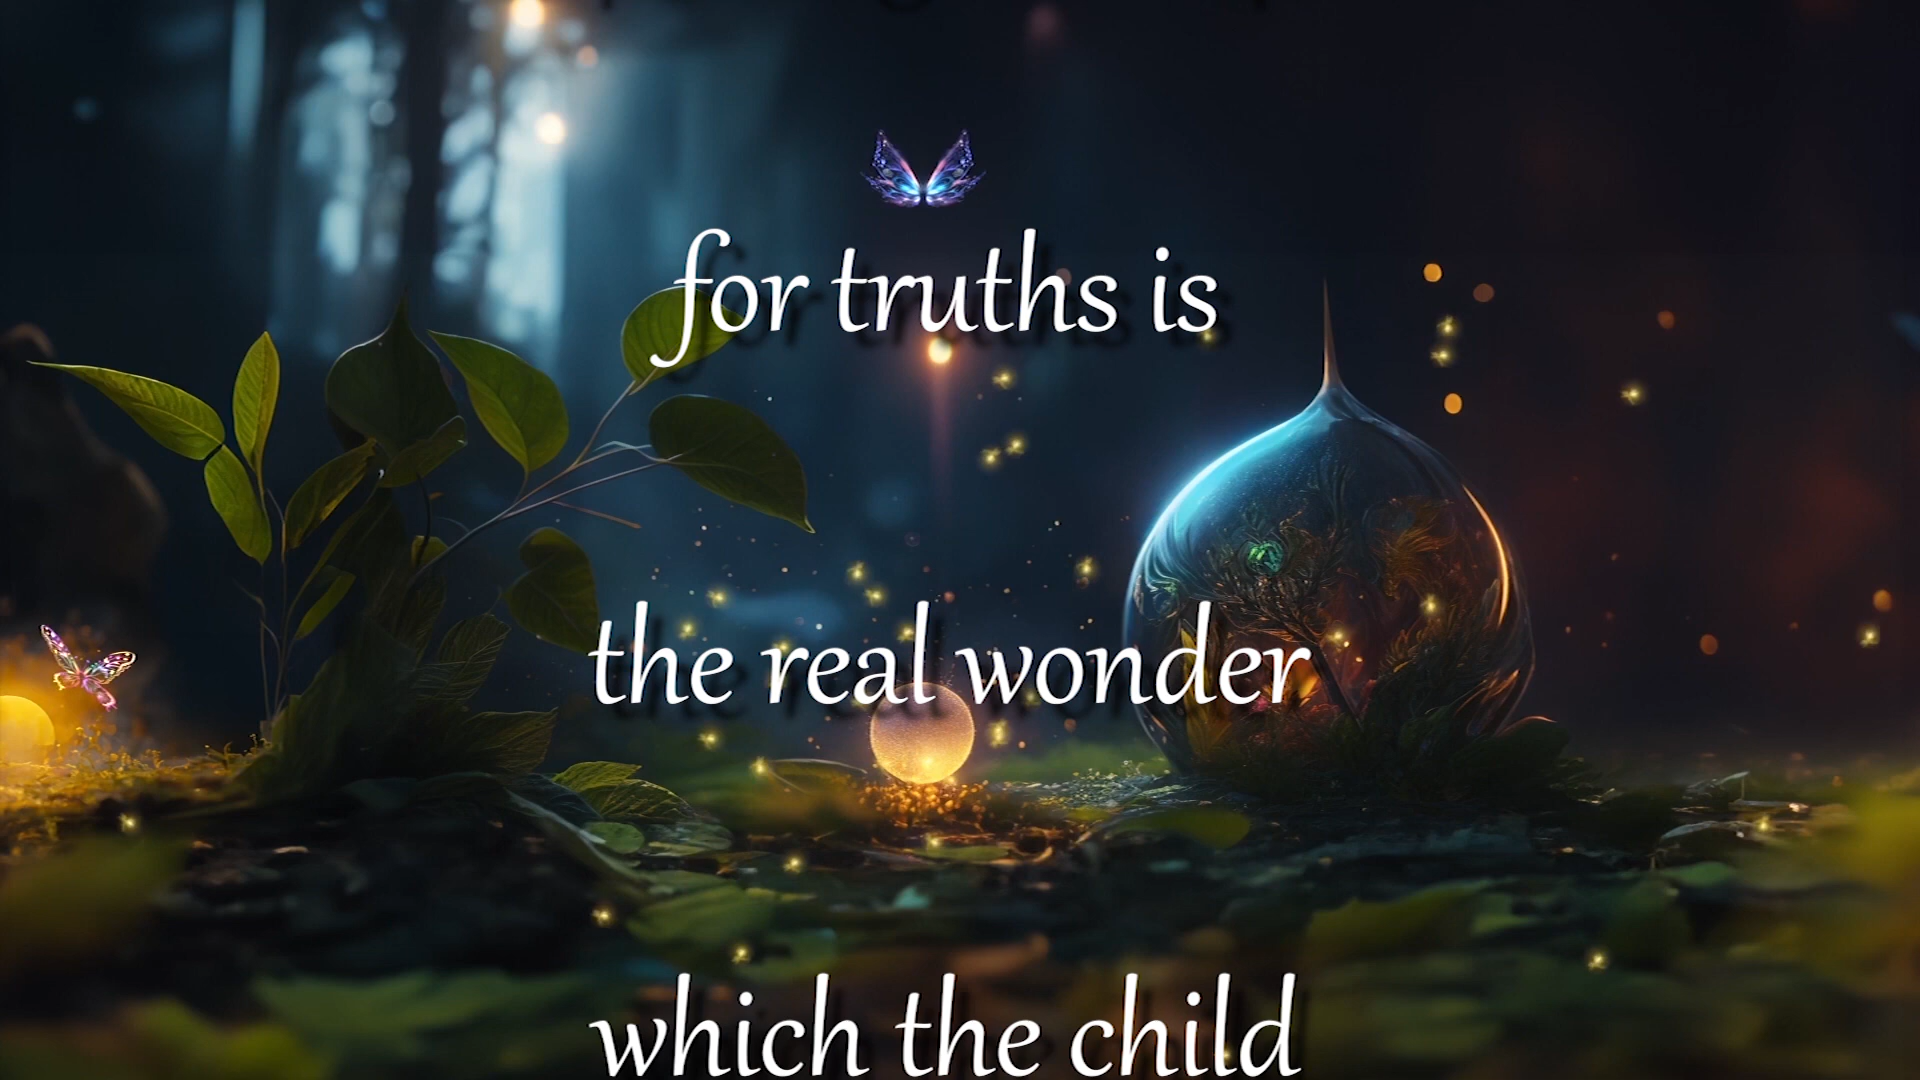 for truths is
the real wonder
which the child